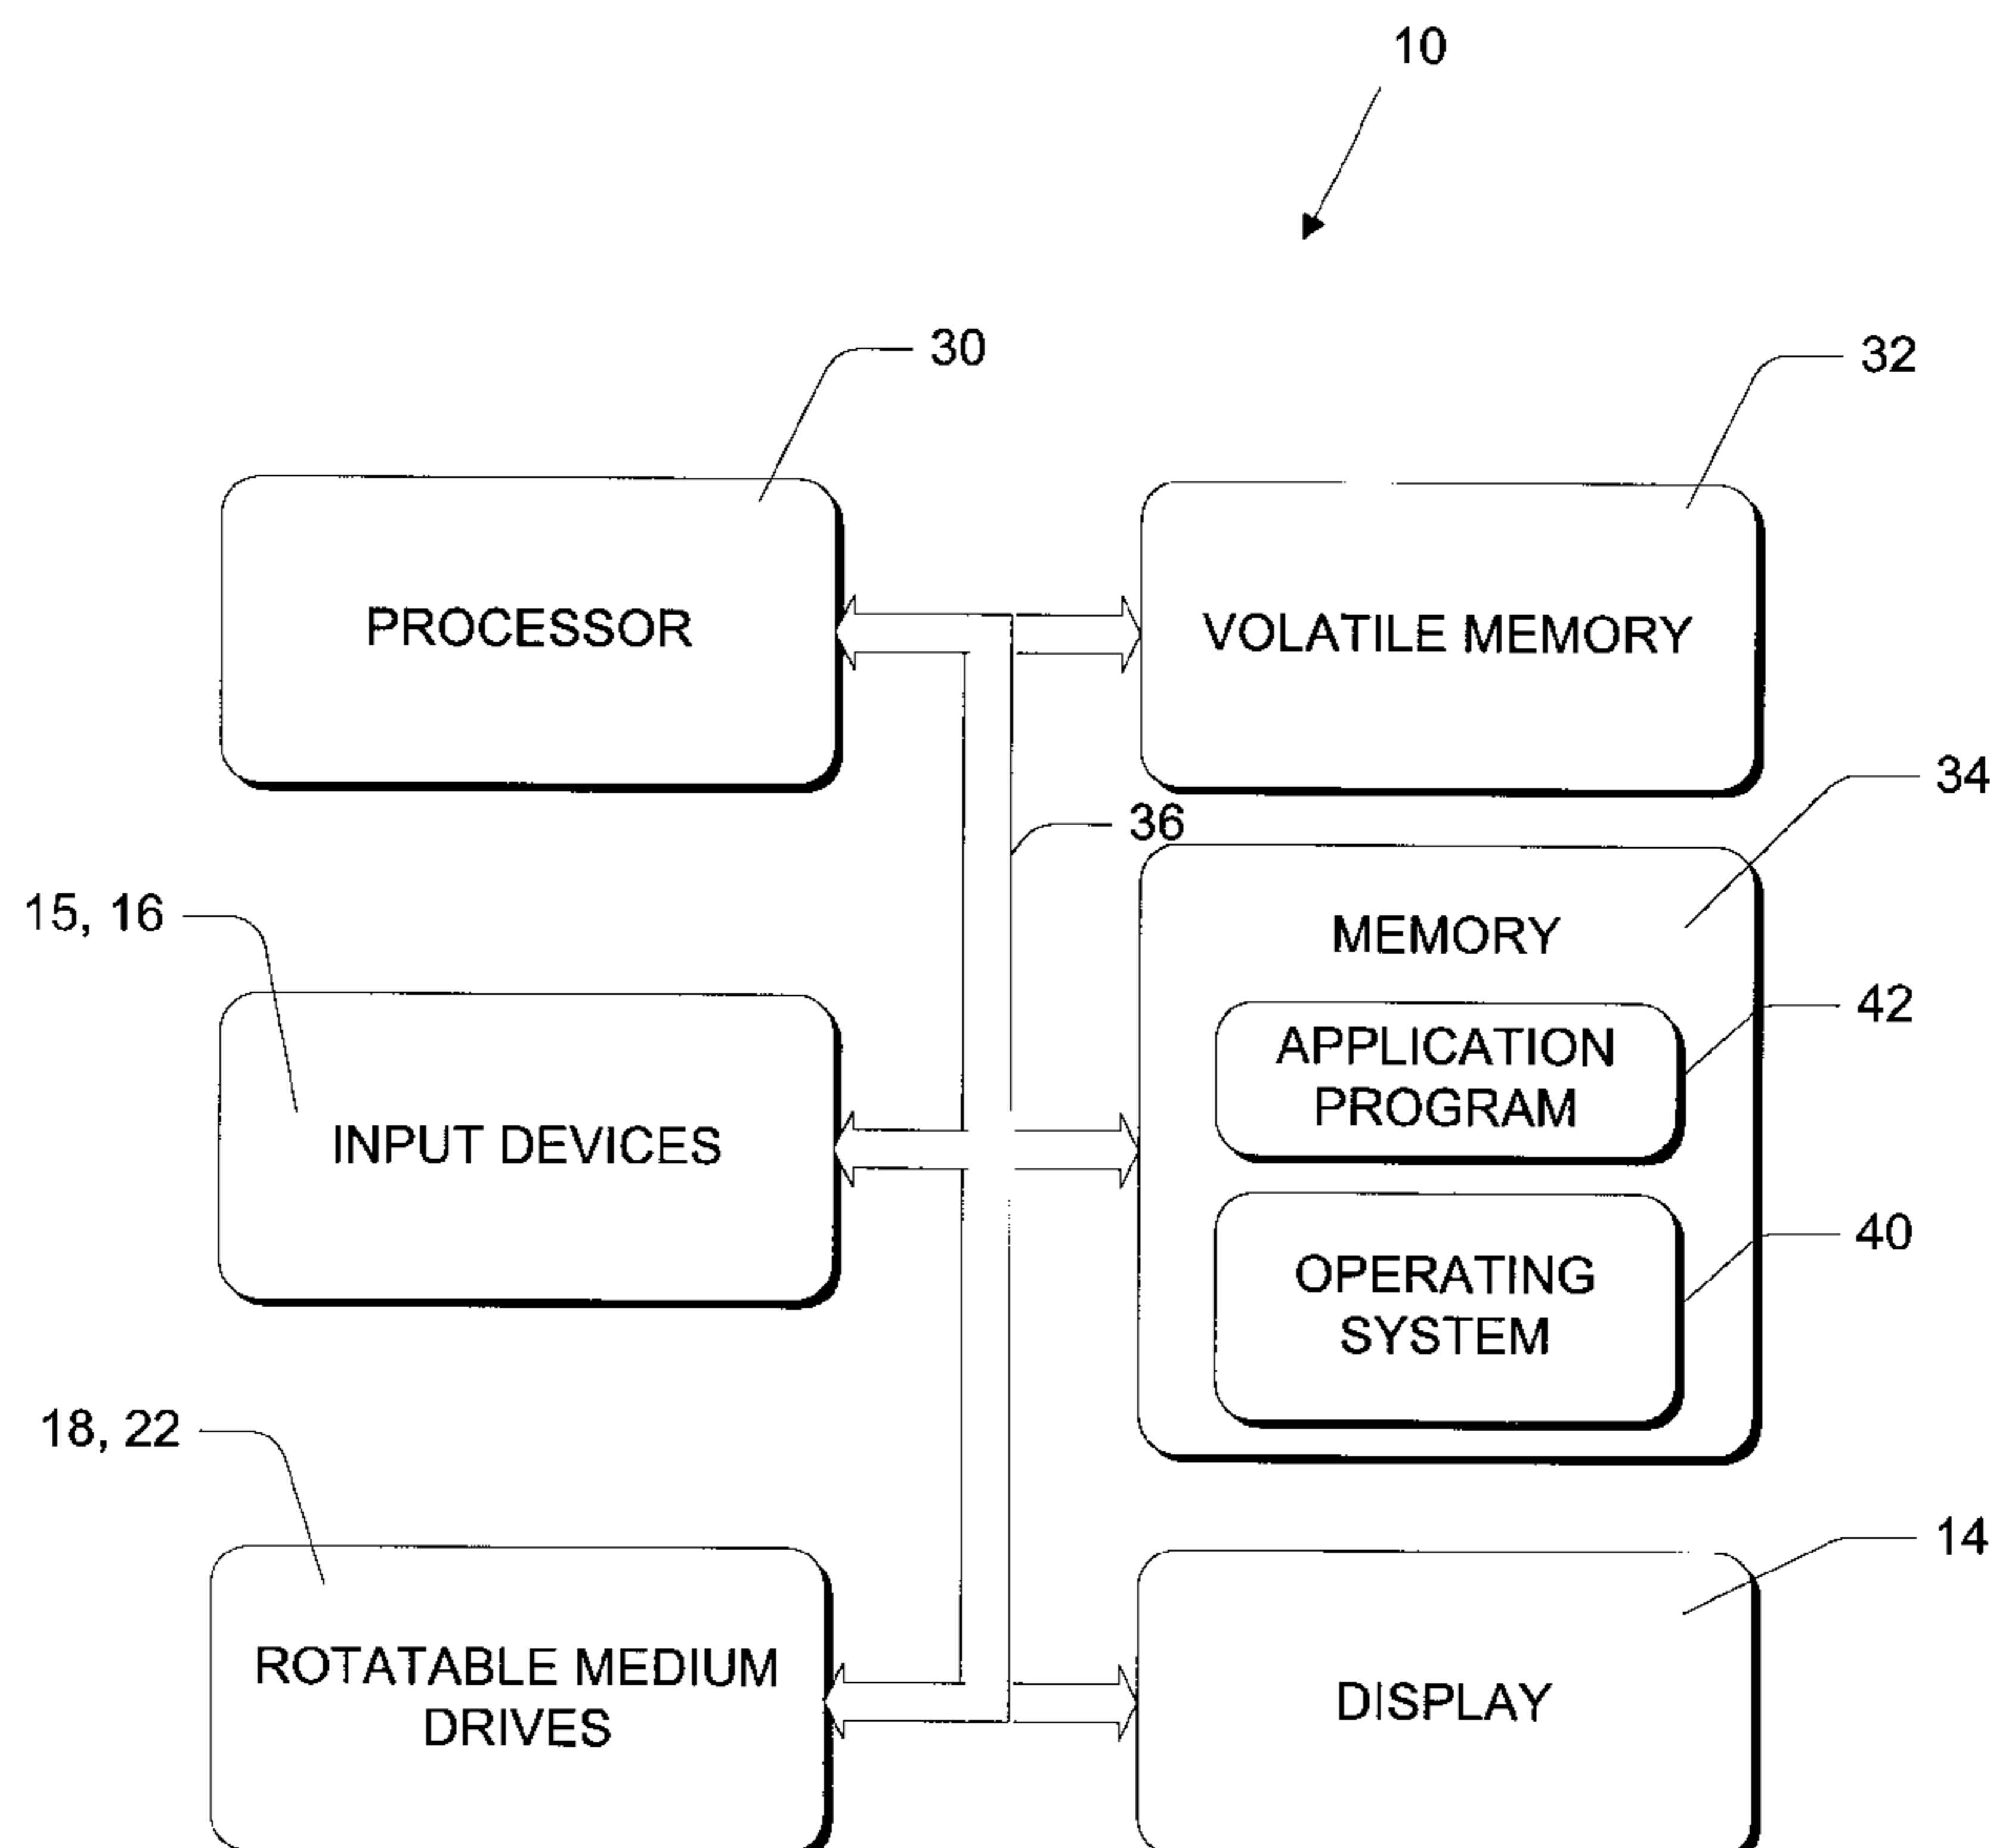 10
30
32
PROCESSOR
VOLATILE MEMORY
34
36
15, 16
MEMORY
42
APPLICATION
PROGRAM
INPUT DEVICES
40
OPERATING
SYSTEM
18, 22
14
ROTATABLE MEDIUM
DRIVES
DISPLAY